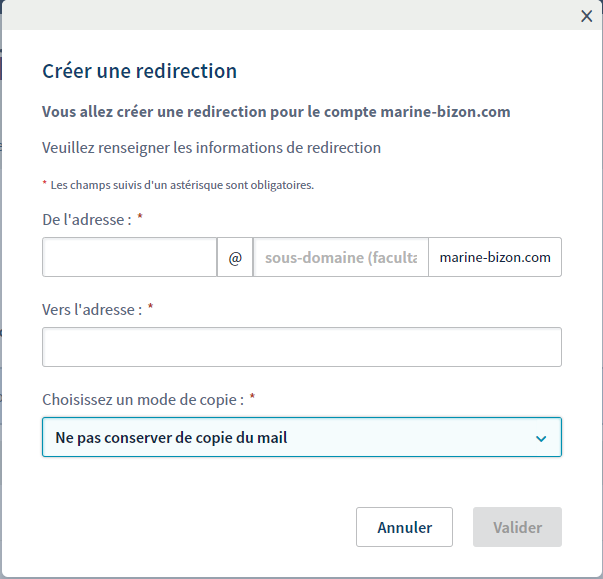 Créer une redirection
Vous allez créer une redirection pour le compte marine-bizon.com
Veuillez renseigner les informations de redirection
* Les champs suivis d'un astérisque sont obligatoires.
De l'adresse : *
@ sous-domaine (faculta marine-bizon.com
Vers l'adresse : *
Choisissez un mode de copie : *
Ne pas conserver de copie du mail
Annuler Valider